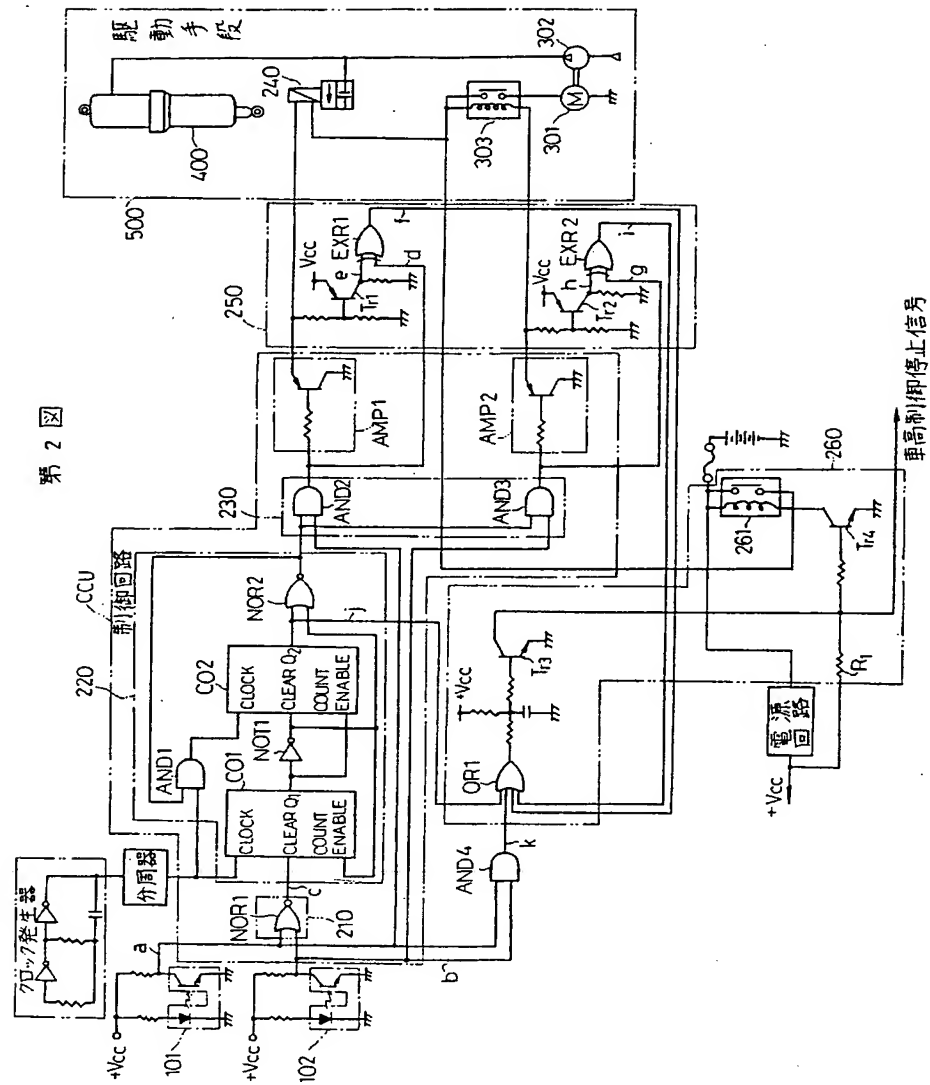 第2図
駆動手段
500
400
240
302
M
301
303
250
Vcc
e
EXR1
f
d
Tr1
Vcc
h
EXR2
i
g
Tr2
AMP1
AMP2
230
AND2
AND3
CCU
制御回路
220
NOR2
j
AND1
CO2
CLOCK
CLEAR Q2
COUNT
ENABLE
NOT1
CO1
CLOCK
CLEAR Q1
COUNT
ENABLE
クロック発生器
分周器
c
NOR1
210
a
b
+Vcc
101
+Vcc
102
AND4
k
OR1
+Vcc
Tr3
260
261
Tr4
R1
電源回路
+Vcc
車高制御停止信号